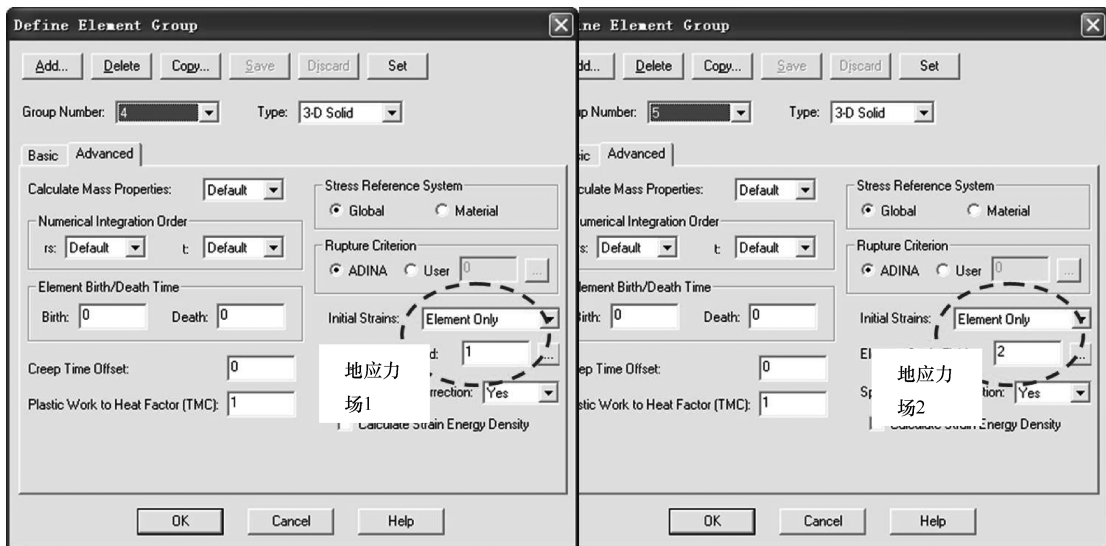 Define Element Group
Add... Delete Copy... Save Discard Set
Group Number: 4 Type: 3-D Solid
Basic Advanced
Calculate Mass Properties: Default
Numerical Integration Order
rs: Default t: Default
Element Birth/Death Time
Birth: 0 Death: 0
Creep Time Offset: 0
Plastic Work to Heat Factor (TMC): 1
Stress Reference System
Global Material
Rupture Criterion
ADINA User 0 ...
Initial Strains: Element Only
d: 1 ...
地应力
场1
rrection: Yes
Calculate Strain Energy Density
OK Cancel Help
ine Element Group
dd... Delete Copy... Save Discard Set
up Number: 5 Type: 3-D Solid
ic Advanced
culate Mass Properties: Default
umerical Integration Order
s: Default t: Default
lement Birth/Death Time
Birth: 0 Death: 0
ep Time Offset: 0
stic Work to Heat Factor (TMC): 1
Stress Reference System
Global Material
Rupture Criterion
ADINA User 0 ...
Initial Strains: Element Only
2 ...
地应力
场2
Sp tion: Yes
Calculate Strain Energy Density
OK Cancel Help